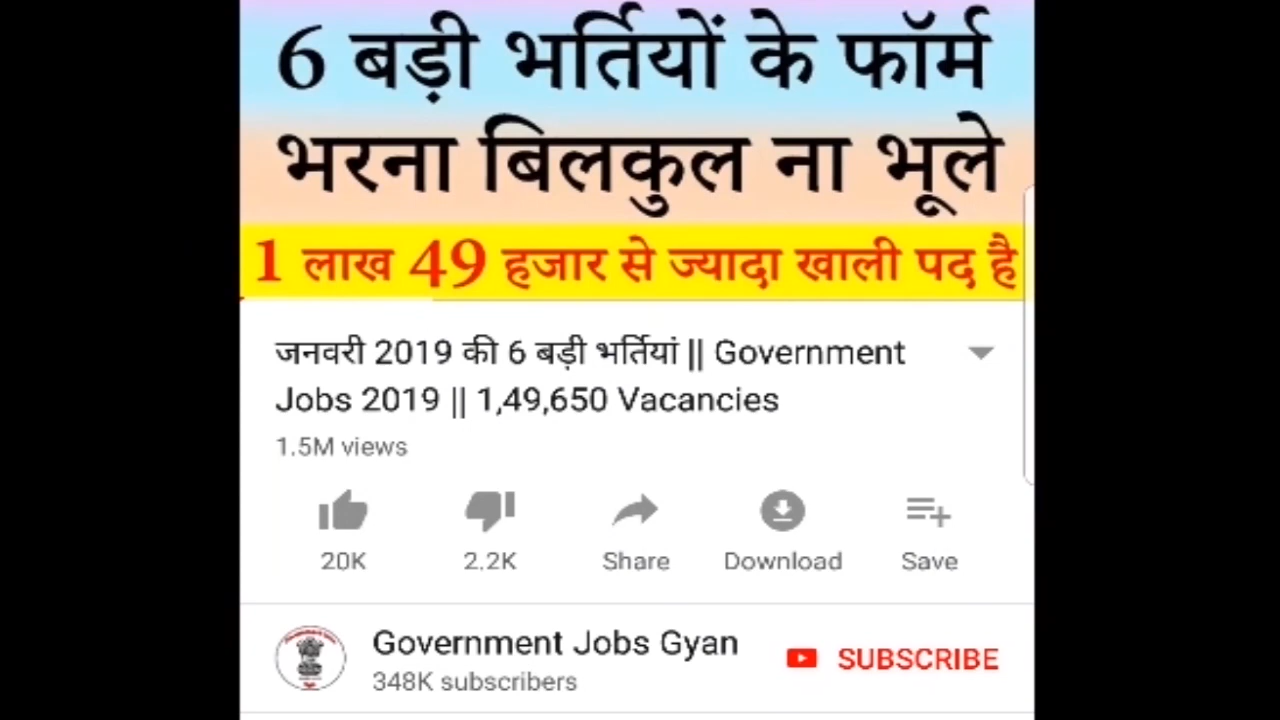 6 बड़ी भर्तियों के फॉर्म
भरना बिलकुल ना भूले
1 लाख 49 हजार से ज्यादा खाली पद है
जनवरी 2019 की 6 बड़ी भर्तियां || Government
Jobs 2019 || 1,49,650 Vacancies
1.5M views
20K 2.2K Share Download Save
Government Jobs Gyan
348K subscribers
SUBSCRIBE